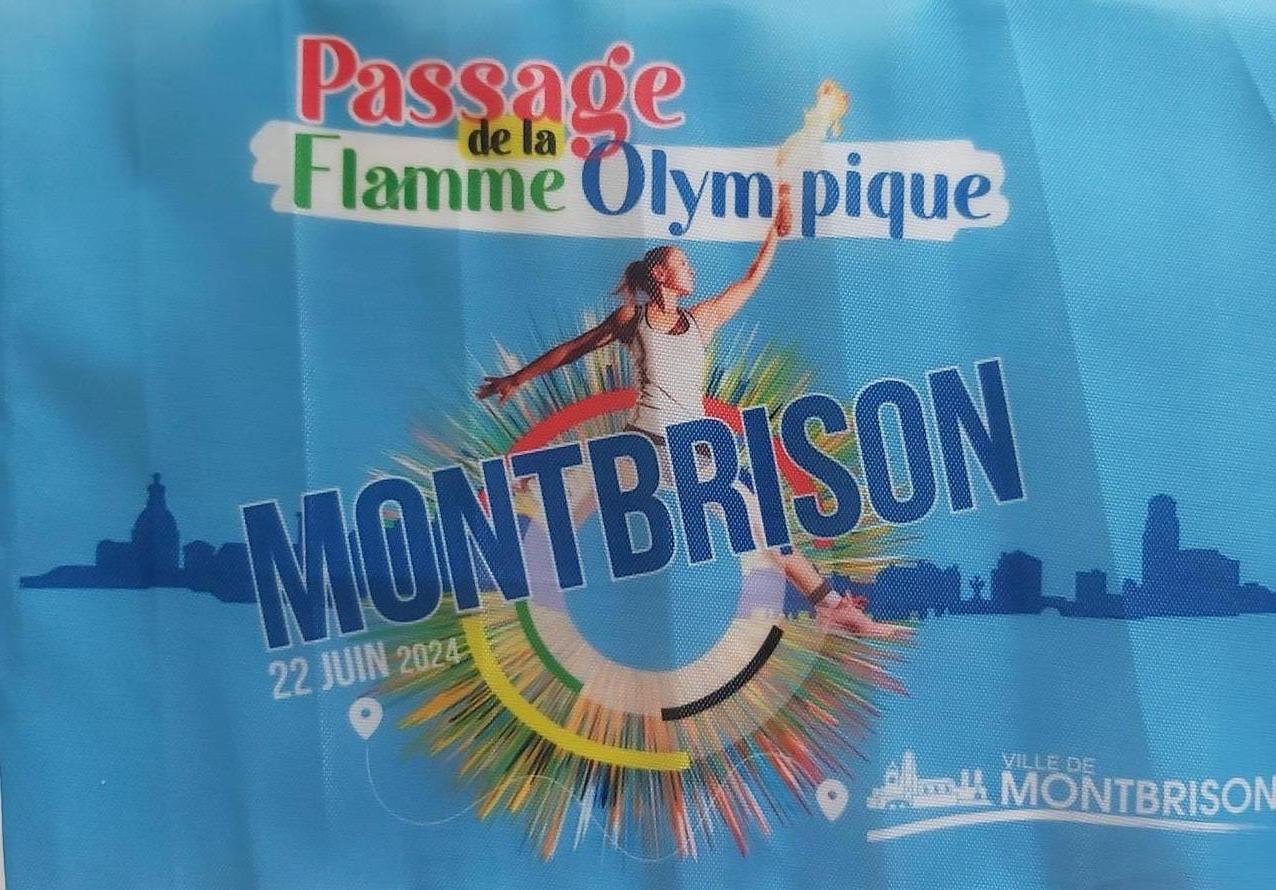 Passage
de la
Flamme Olympique
MONTBRISON
22 JUIN 2024
VILLE DE
MONTBRISON